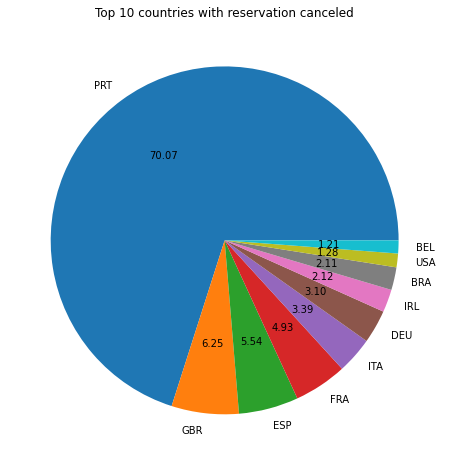 Top 10 countries with reservation canceled
PRT
70.07
1.21
BEL
1.28
USA
2.11
BRA
2.12
IRL
3.10
DEU
3.39
ITA
4.93
FRA
5.54
ESP
6.25
GBR